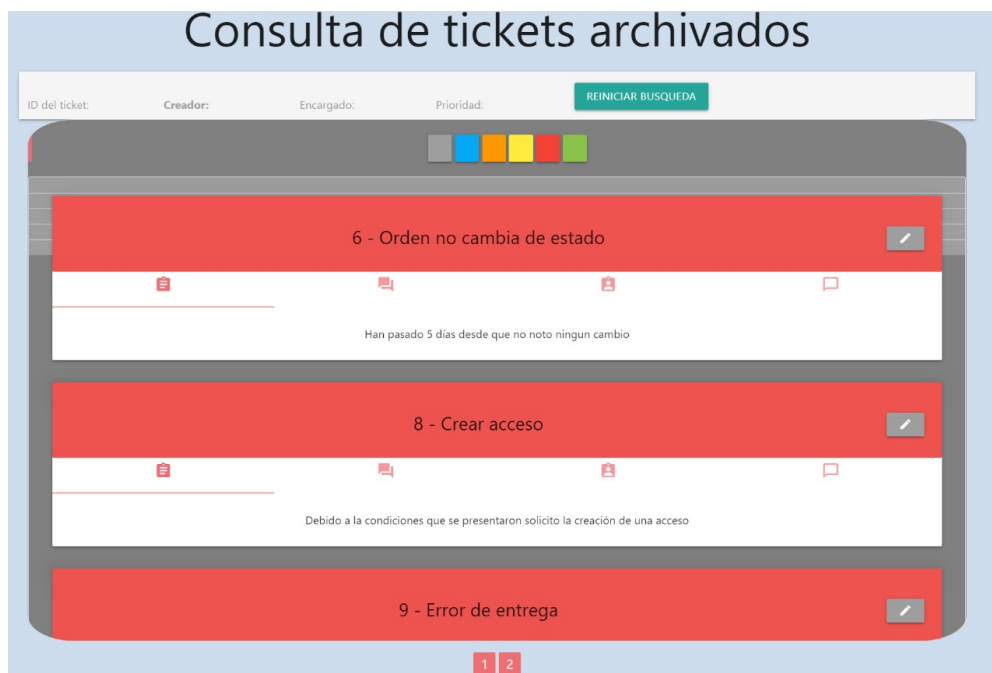 Consulta de tickets archivados
ID del ticket: Creador: Encargado: Prioridad: REINICIAR BUSQUEDA
6 - Orden no cambia de estado
Han pasado 5 días desde que no noto ningun cambio
8 - Crear acceso
Debido a la condiciones que se presentaron solicito la creación de una acceso
9 - Error de entrega
1 2